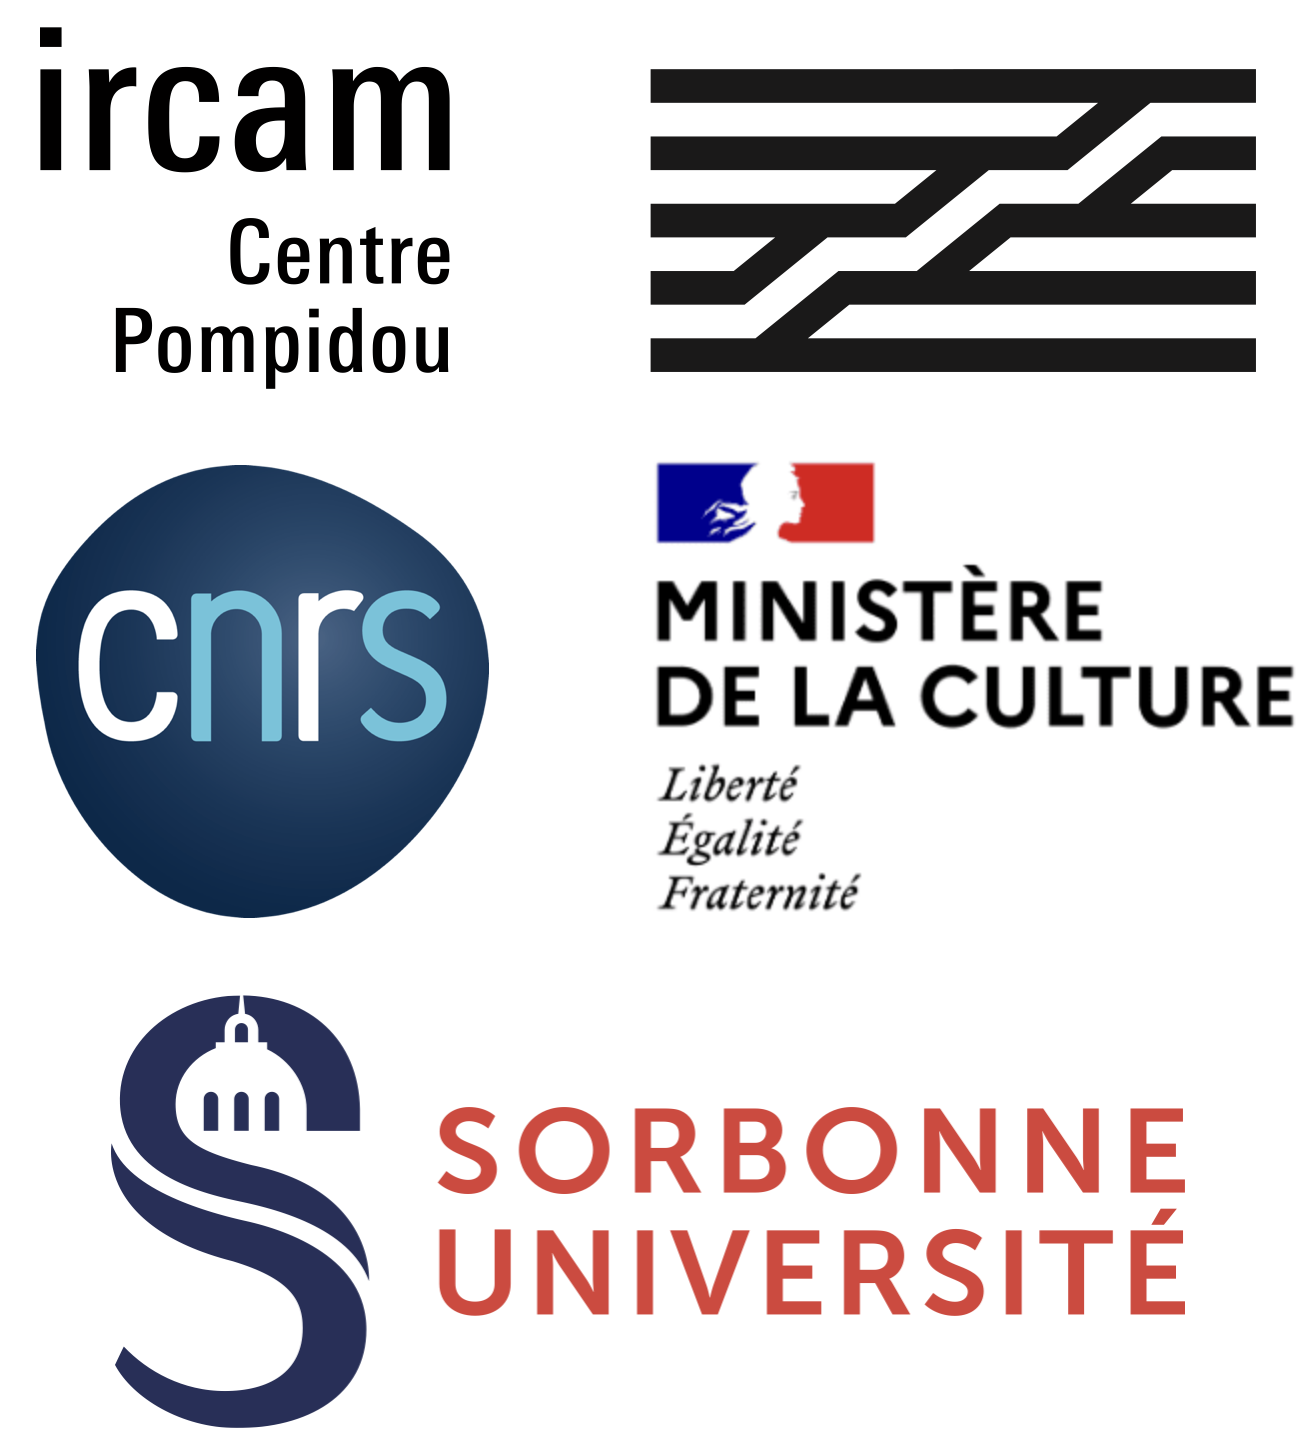 ircam
Centre
Pompidou
cnrs
MINISTÈRE
DE LA CULTURE
Liberté
Égalité
Fraternité
SORBONNE
UNIVERSITÉ